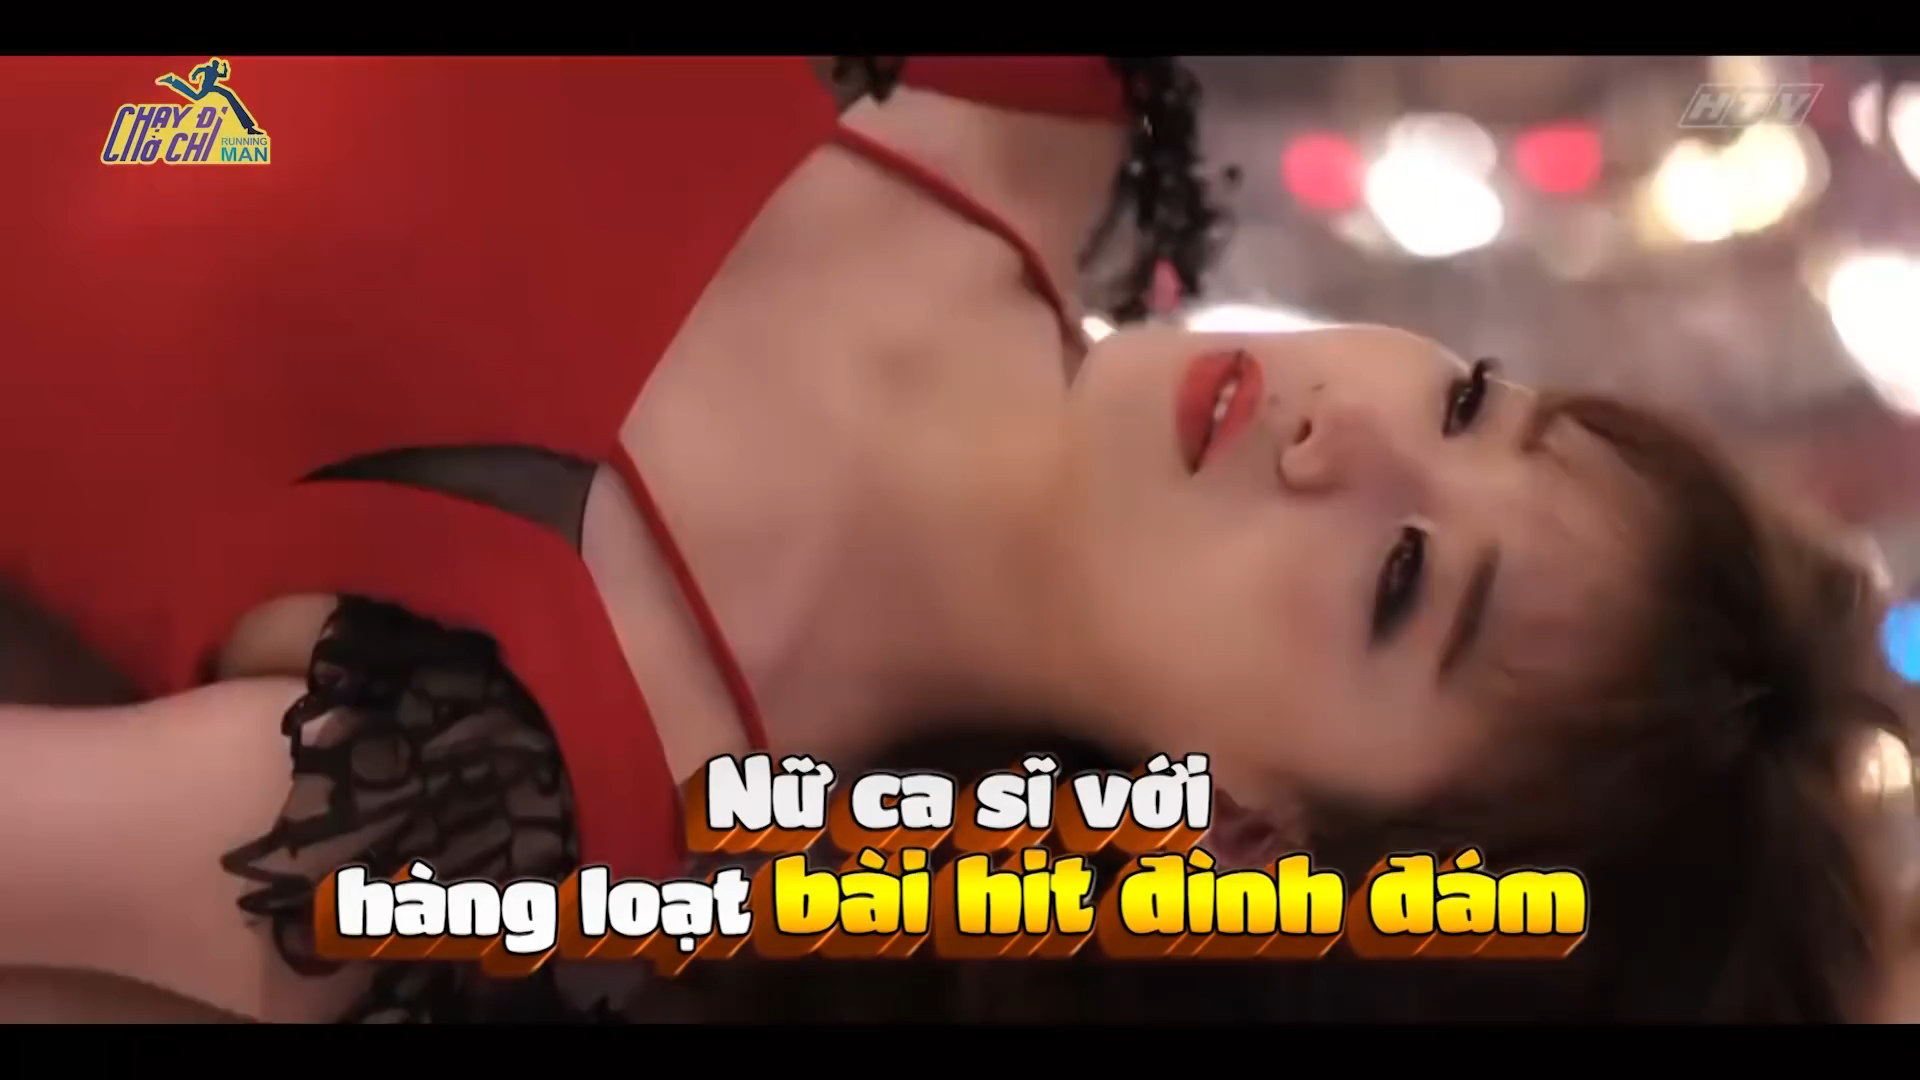 CHẠY ĐI
CHỜ CHI
RUNNING
MAN
HTV
Nữ ca sĩ với
hàng loạt bài hit đình đám